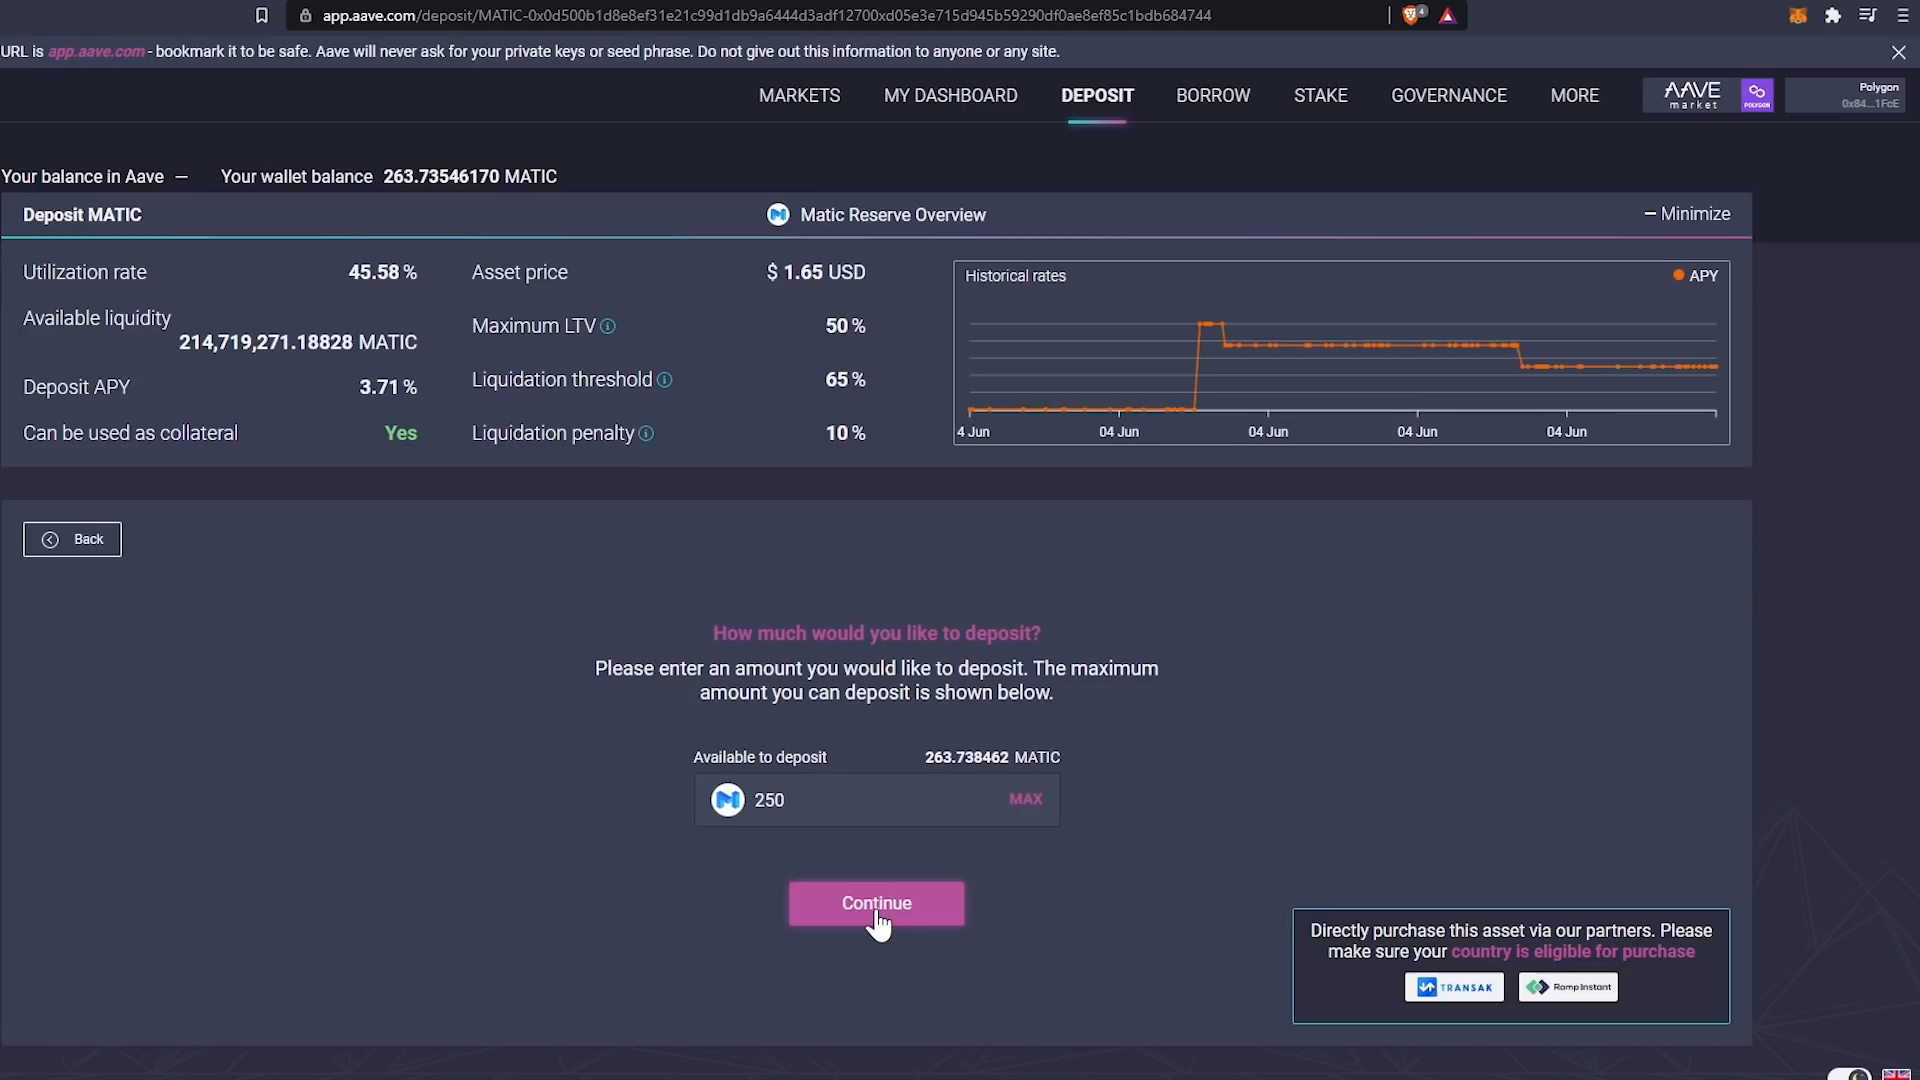 app.aave.com/deposit/MATIC-0x0d500b1d8e8ef31e21c99d1db9a6444d3adf12700xd05e3e715d945b59290df0ae8ef85c1bdb684744
4
URL is app.aave.com - bookmark it to be safe. Aave will never ask for your private keys or seed phrase. Do not give out this information to anyone or any site.
MARKETS MY DASHBOARD DEPOSIT BORROW STAKE GOVERNANCE MORE
AAVE
market
POLYGON
Polygon
0x84...1FcE
Your balance in Aave — Your wallet balance 263.73546170 MATIC
Deposit MATIC Matic Reserve Overview – Minimize
Utilization rate 45.58 % Asset price $ 1.65 USD
Historical rates APY
Available liquidity
214,719,271.18828 MATIC
Maximum LTV 50 %
Deposit APY 3.71 % Liquidation threshold 65 %
Can be used as collateral Yes Liquidation penalty 10 %
4 Jun 04 Jun 04 Jun 04 Jun 04 Jun
Back
How much would you like to deposit?
Please enter an amount you would like to deposit. The maximum
amount you can deposit is shown below.
Available to deposit 263.738462 MATIC
250 MAX
Continue
Directly purchase this asset via our partners. Please
make sure your country is eligible for purchase
TRANSAK Ramp Instant